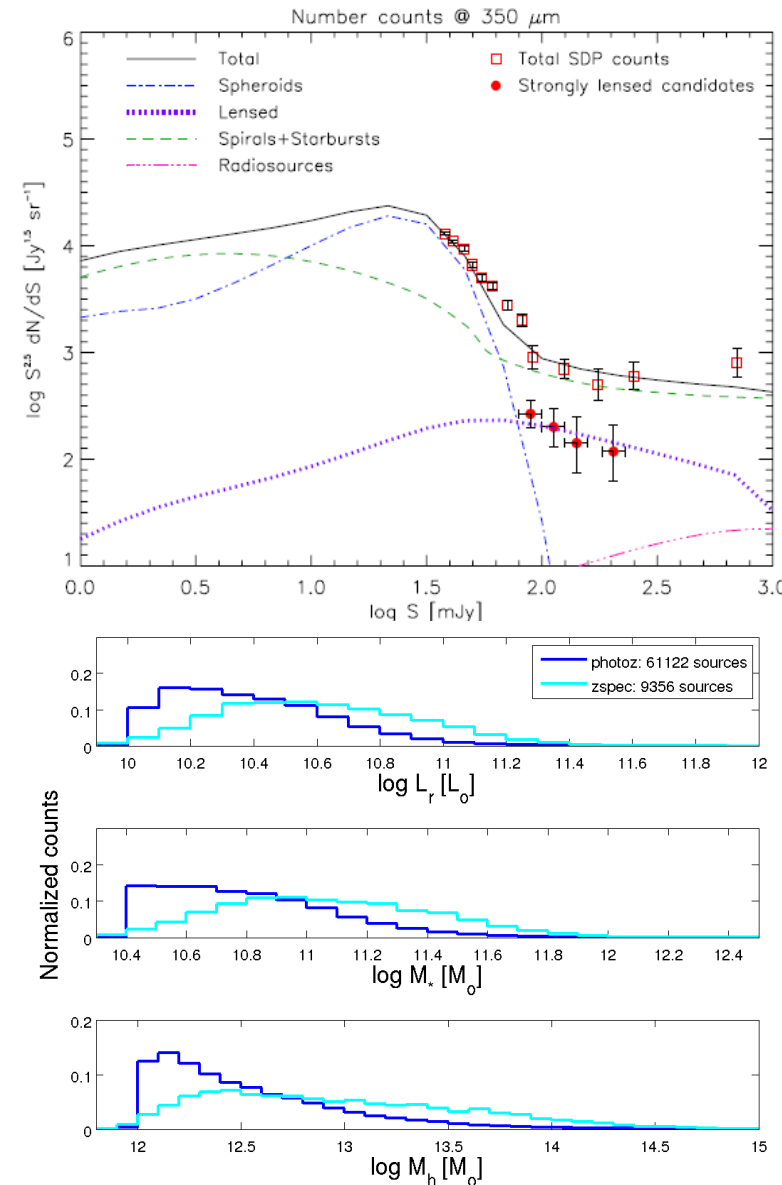 Number counts @ 350 μm
Total
Spheroids
Lensed
Spirals+Starbursts
Radiosources
Total SDP counts
Strongly lensed candidates
log S^2.5 dN/dS [Jy^1.5 sr^-1]
6
5
4
3
2
1
0.0 0.5 1.0 1.5 2.0 2.5 3.0
log S [mJy]
photoz: 61122 sources
zspec: 9356 sources
0.2
0.1
0
10 10.2 10.4 10.6 10.8 11 11.2 11.4 11.6 11.8 12
log L_r [L_o]
Normalized counts
0.2
0.1
0
10.4 10.6 10.8 11 11.2 11.4 11.6 11.8 12 12.2 12.4
log M_* [M_o]
0.2
0.1
0
12 12.5 13 13.5 14 14.5 15
log M_h [M_o]